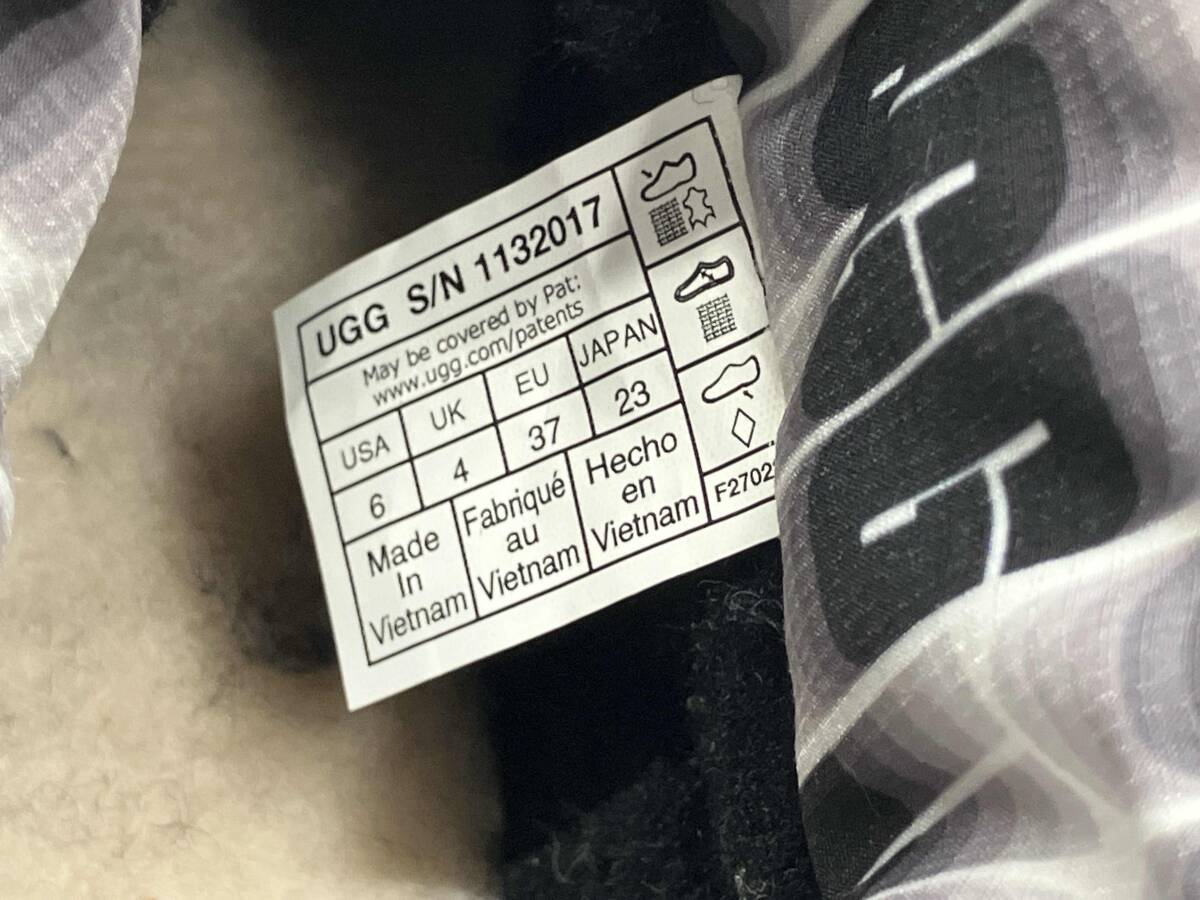 UGG S/N 1132017
May be covered by Pat:
www.ugg.com/patents
USA UK EU JAPAN
6 4 37 23
Made
In
Vietnam
Fabriqué
au
Vietnam
Hecho
en
Vietnam